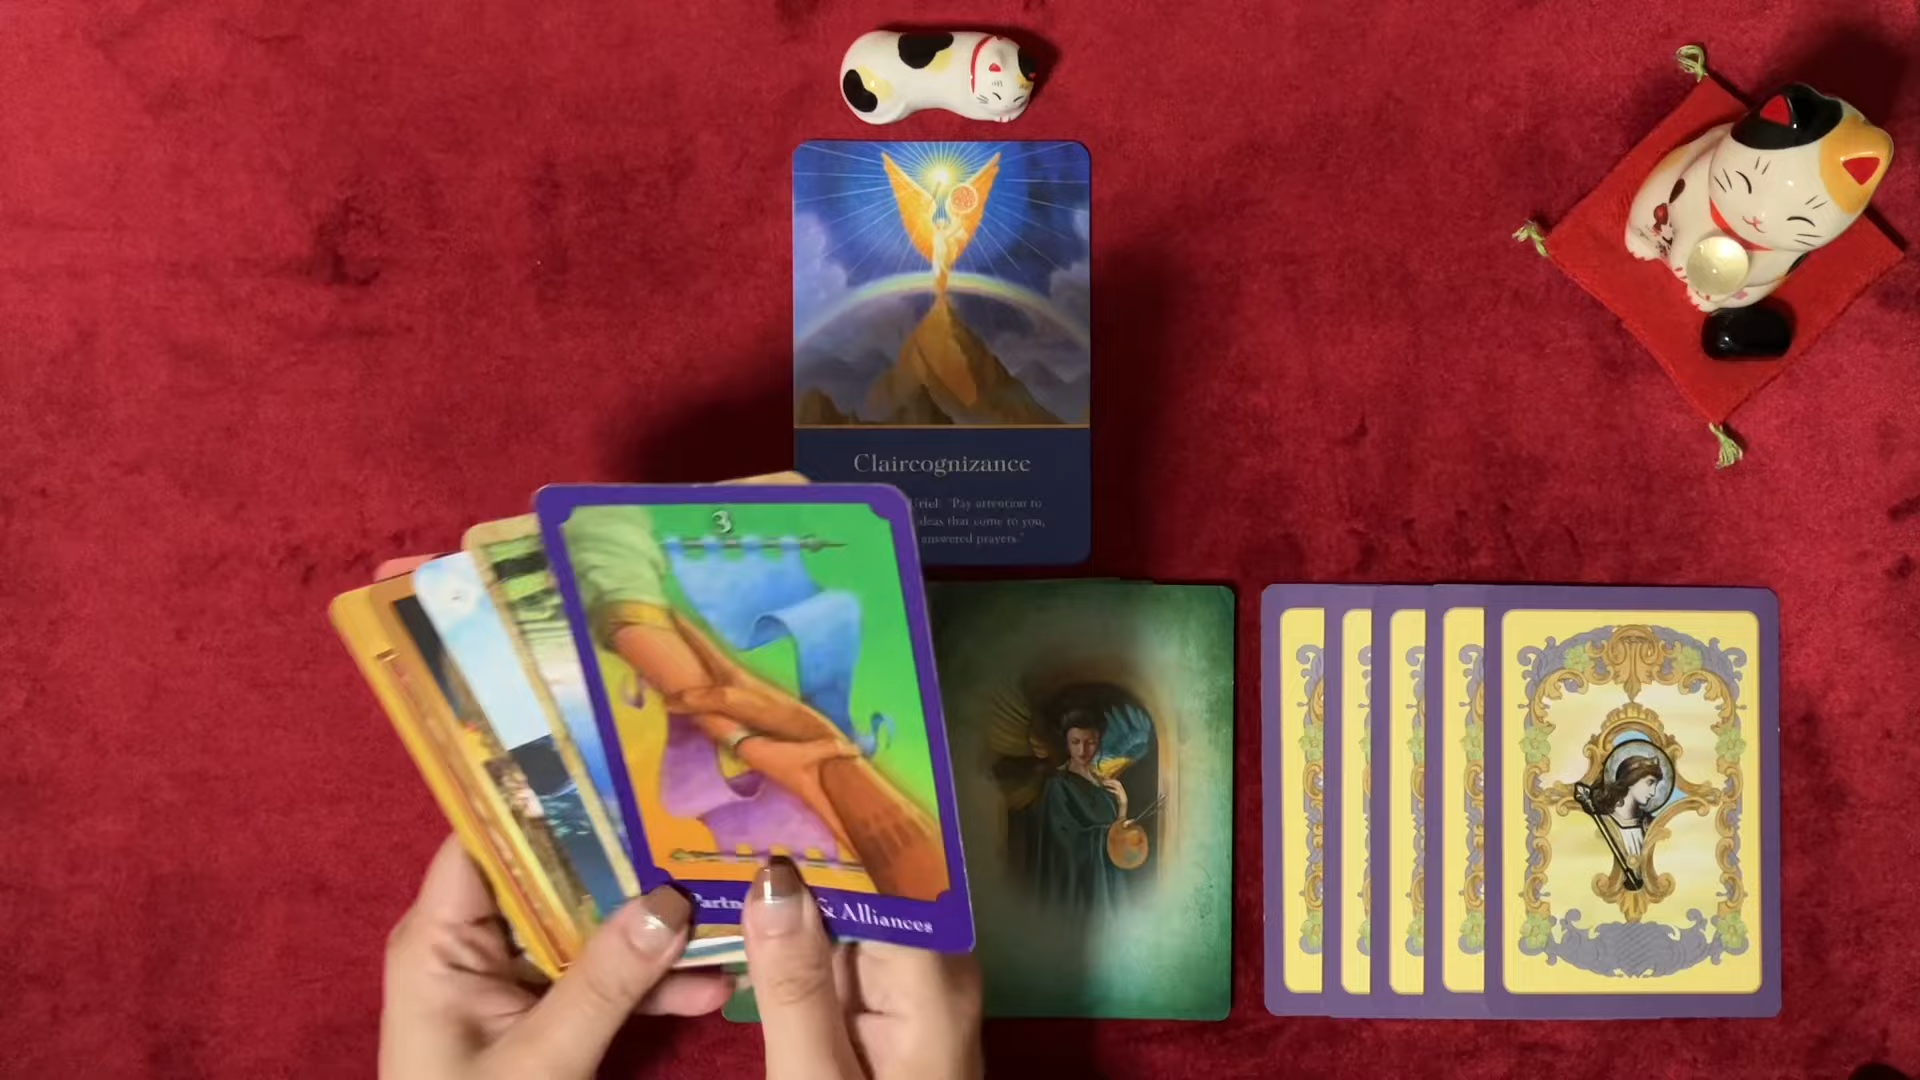 Claircognizance
Uriel: "Pay attention to
ideas that come to you,
answered prayers."
3
& Alliances